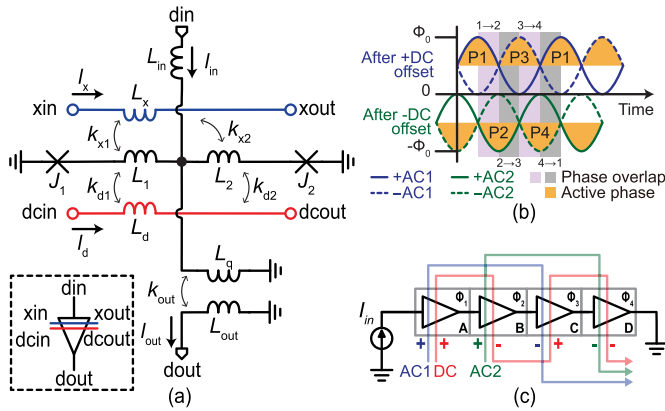 din
L_in
I_in
I_x
xin
L_x
xout
k_x1
k_x2
J_1
L_1
L_2
J_2
k_d1
k_d2
dcin
dcout
L_d
I_d
L_q
k_out
I_out
L_out
dout
din
xin
xout
dcin
dcout
dout
(a)
1→2 3→4
Φ_0
After +DC
offset
P1 P3 P1
0
Time
After -DC
offset
P2 P4
-Φ_0
2→3 4→1
+AC1 +AC2 Phase overlap
−AC1 −AC2 Active phase
(b)
I_in
Φ_1 Φ_2 Φ_3 Φ_4
A B C D
+ + + - - + - -
AC1 DC AC2
(c)